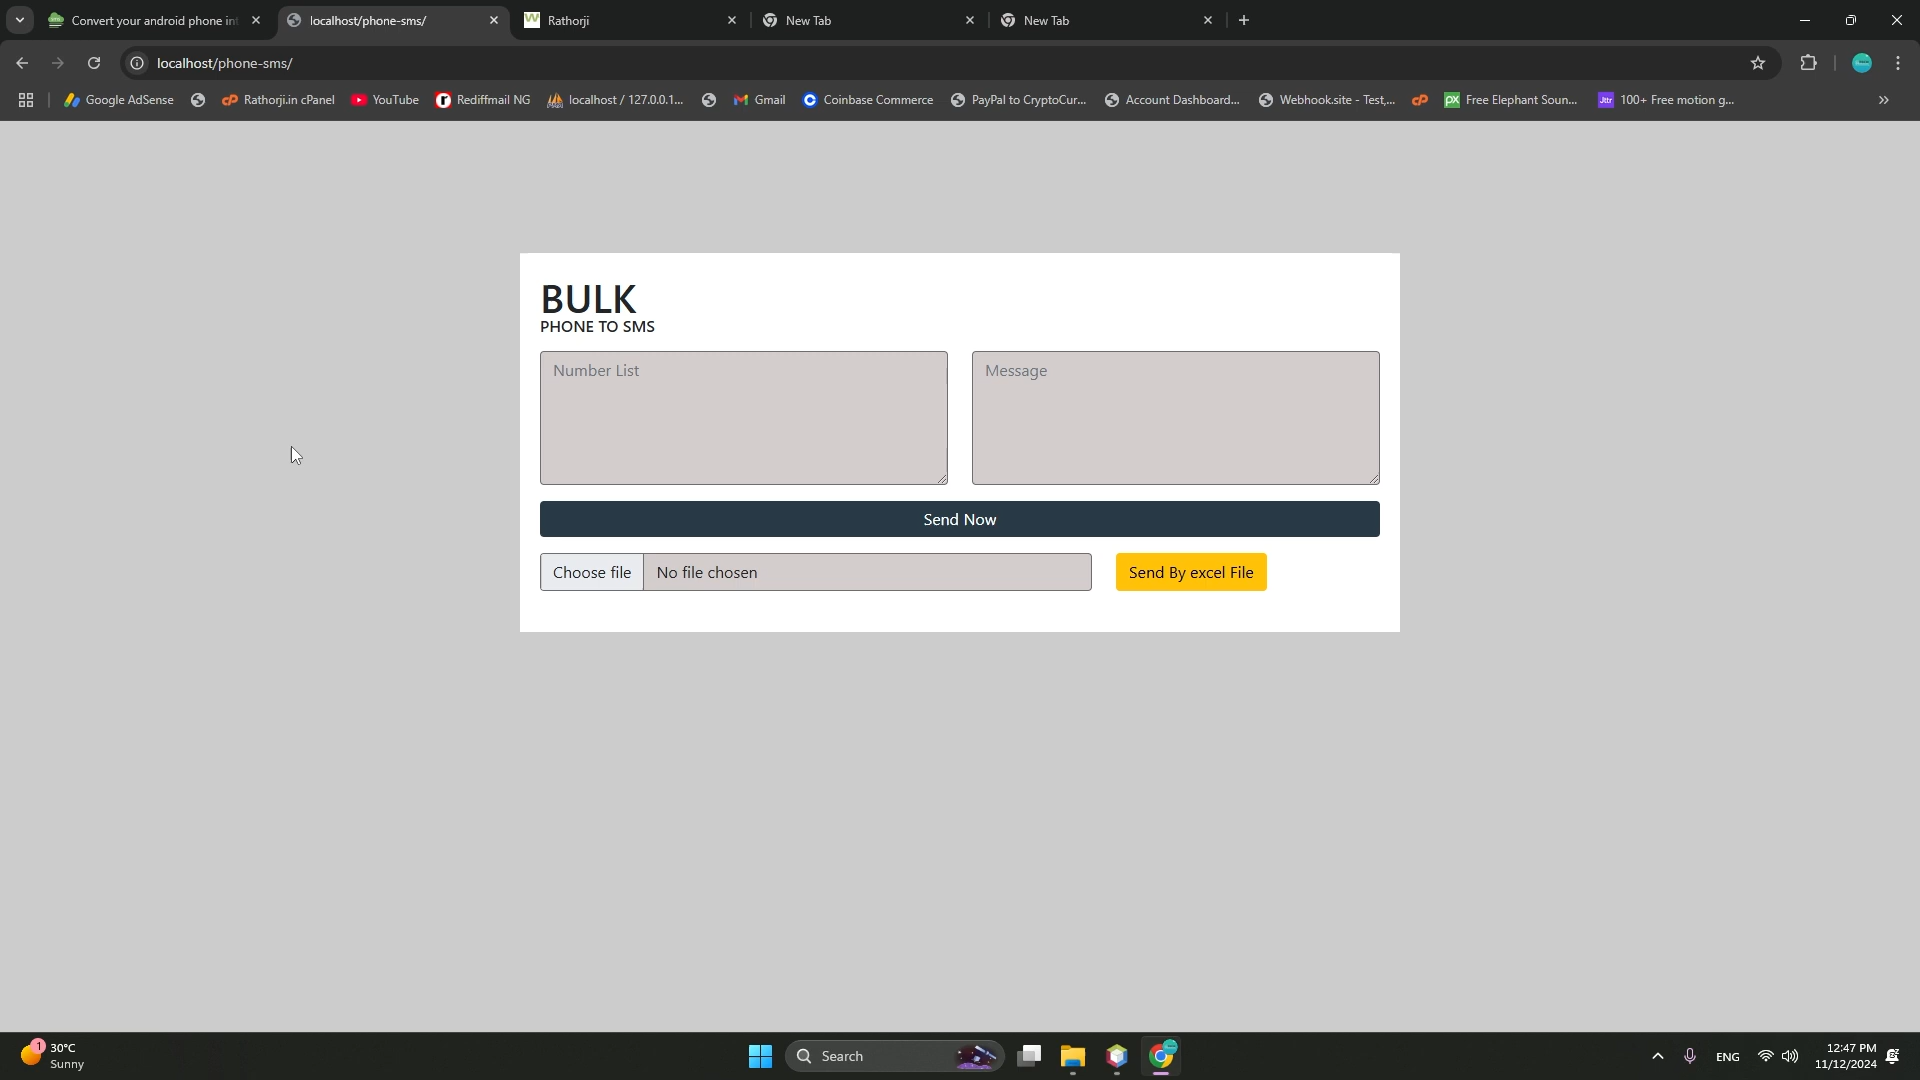 Convert your android phone in
localhost/phone-sms/
Rathorji
New Tab
New Tab
localhost/phone-sms/
Google AdSense
Rathorji.in cPanel
YouTube
Rediffmail NG
localhost / 127.0.0.1...
Gmail
Coinbase Commerce
PayPal to CryptoCur...
Account Dashboard...
Webhook.site - Test,...
Free Elephant Soun...
100+ Free motion g...
BULK
PHONE TO SMS
Number List
Message
Send Now
Choose file
No file chosen
Send By excel File
1
30°C
Sunny
Search
ENG
12:47 PM
11/12/2024